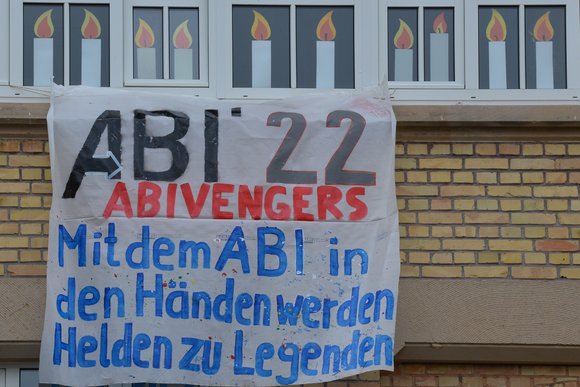 ABI' 22
ABIVENGERS
Mit dem ABI in
den Händen werden
Helden zu Legenden